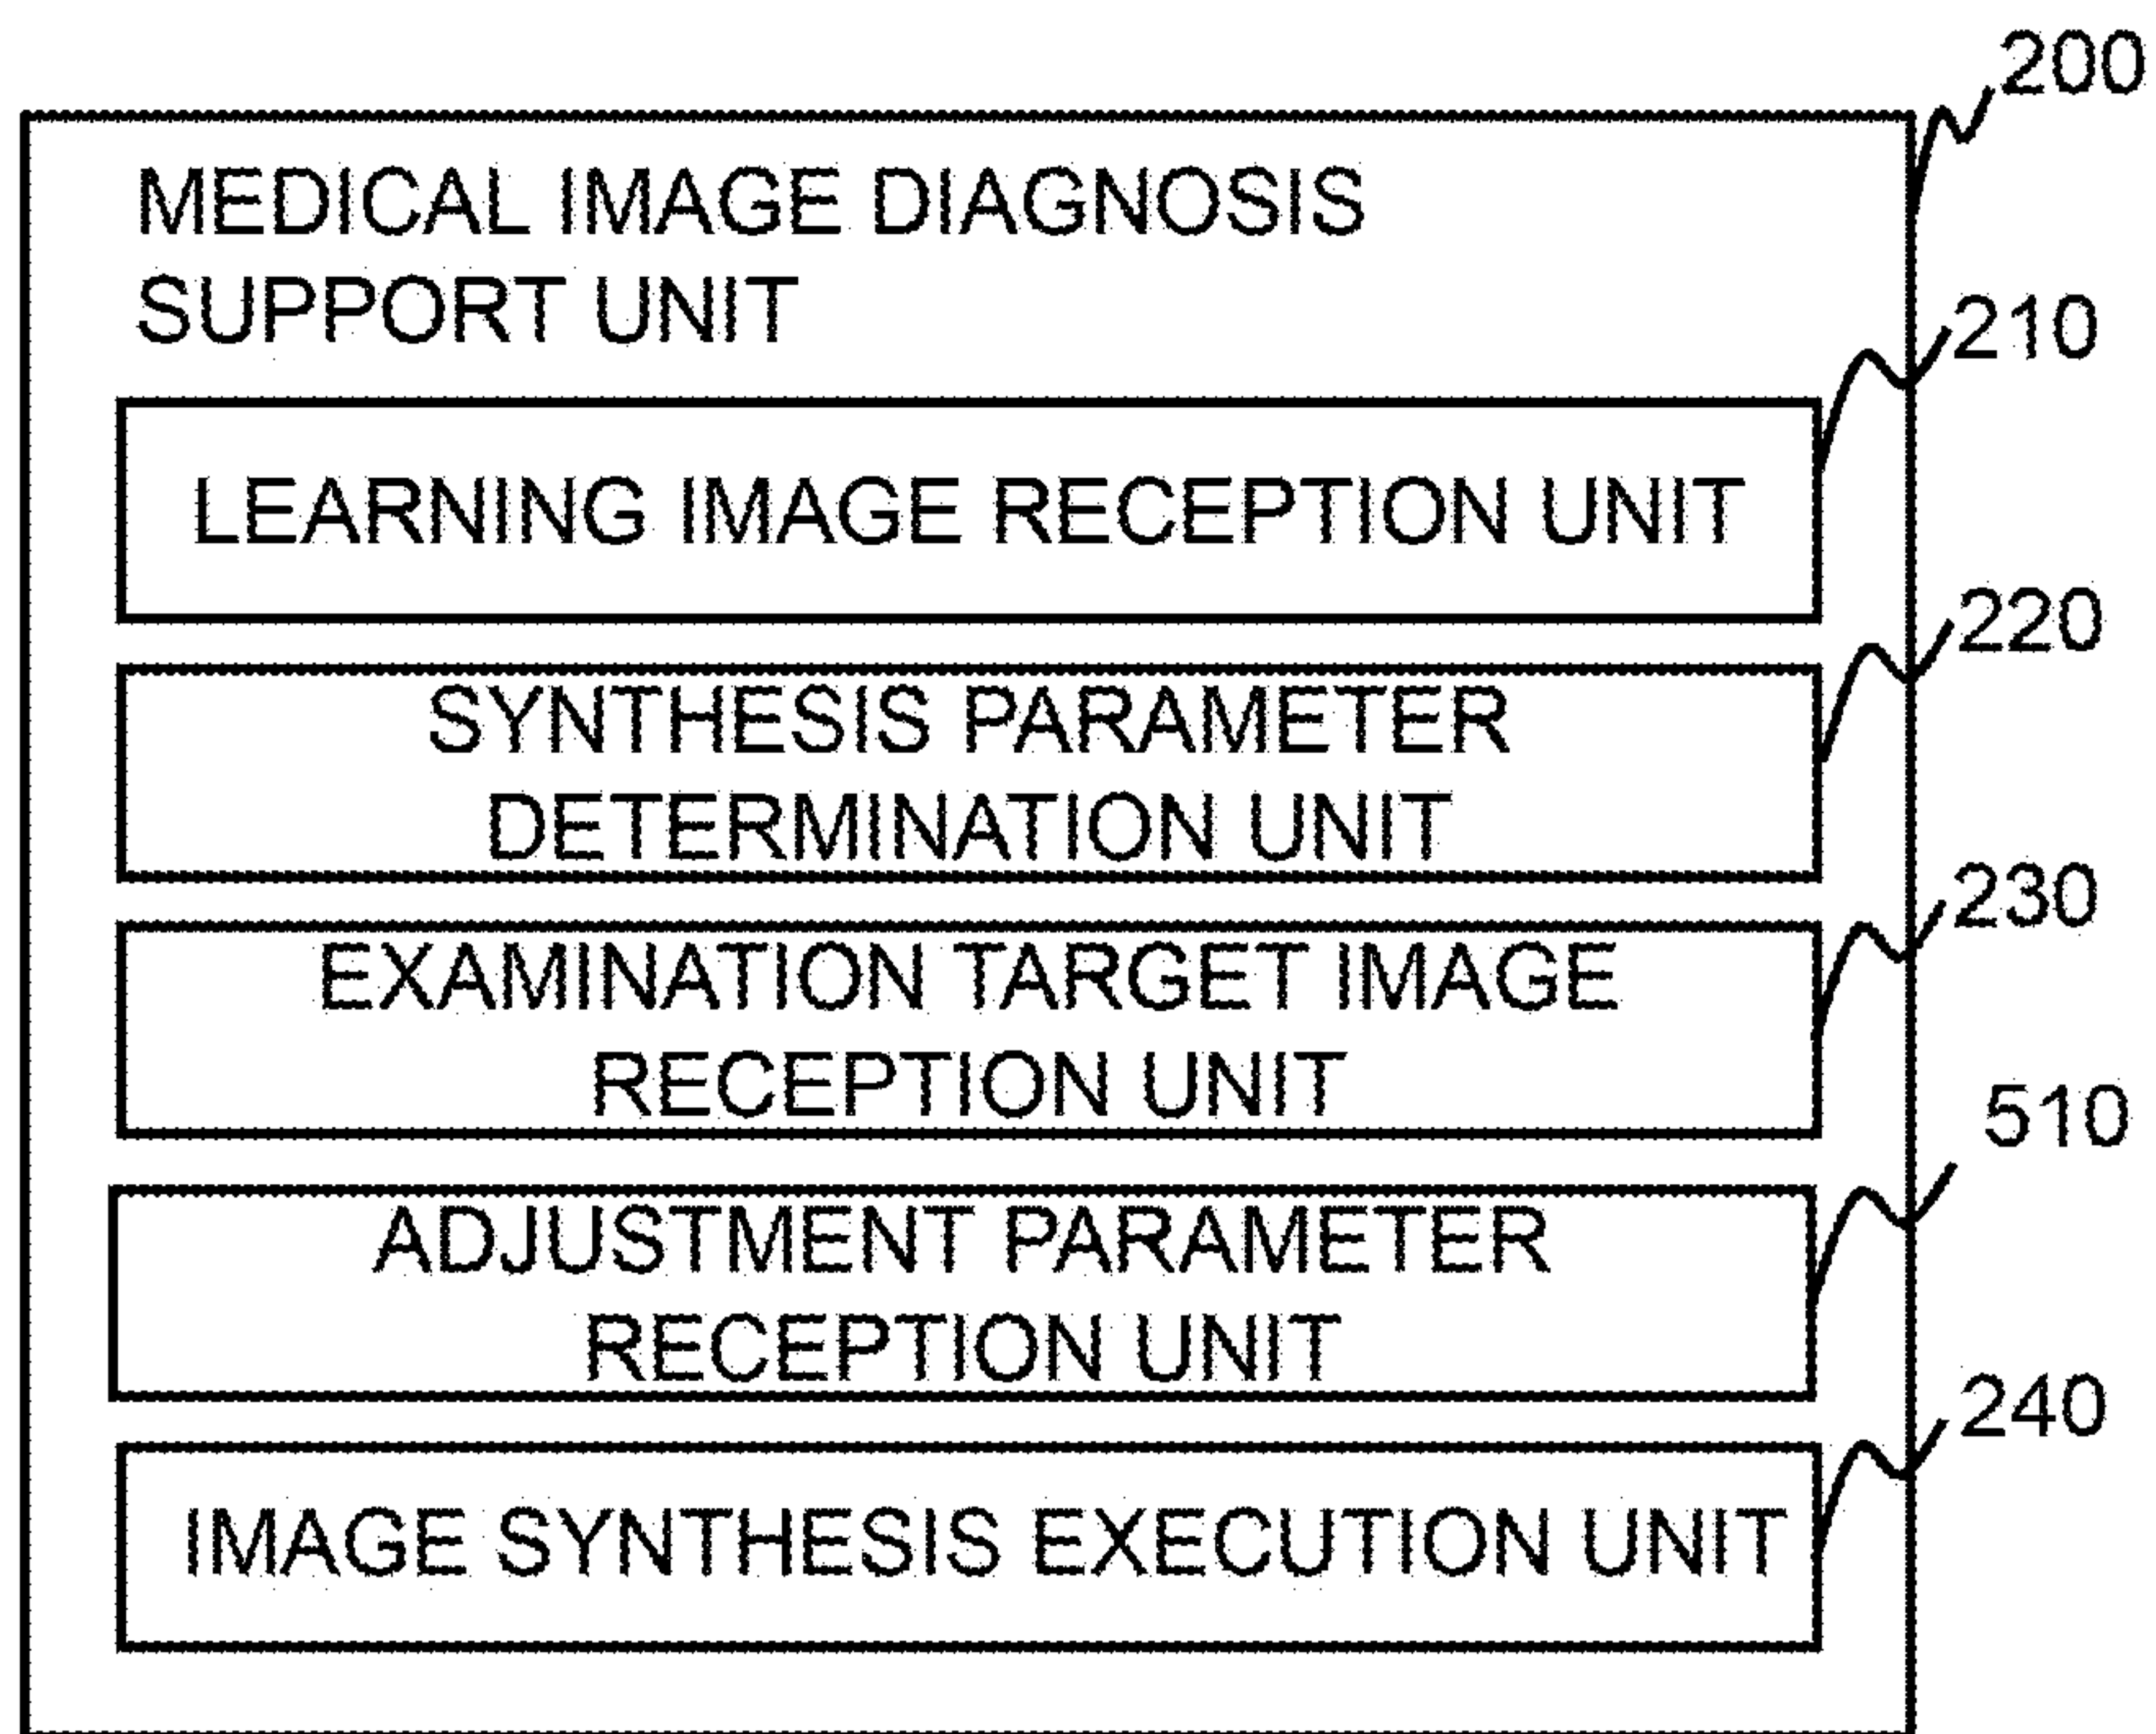 200
MEDICAL IMAGE DIAGNOSIS
SUPPORT UNIT
210
LEARNING IMAGE RECEPTION UNIT
220
SYNTHESIS PARAMETER
DETERMINATION UNIT
230
EXAMINATION TARGET IMAGE
RECEPTION UNIT
510
ADJUSTMENT PARAMETER
RECEPTION UNIT
240
IMAGE SYNTHESIS EXECUTION UNIT